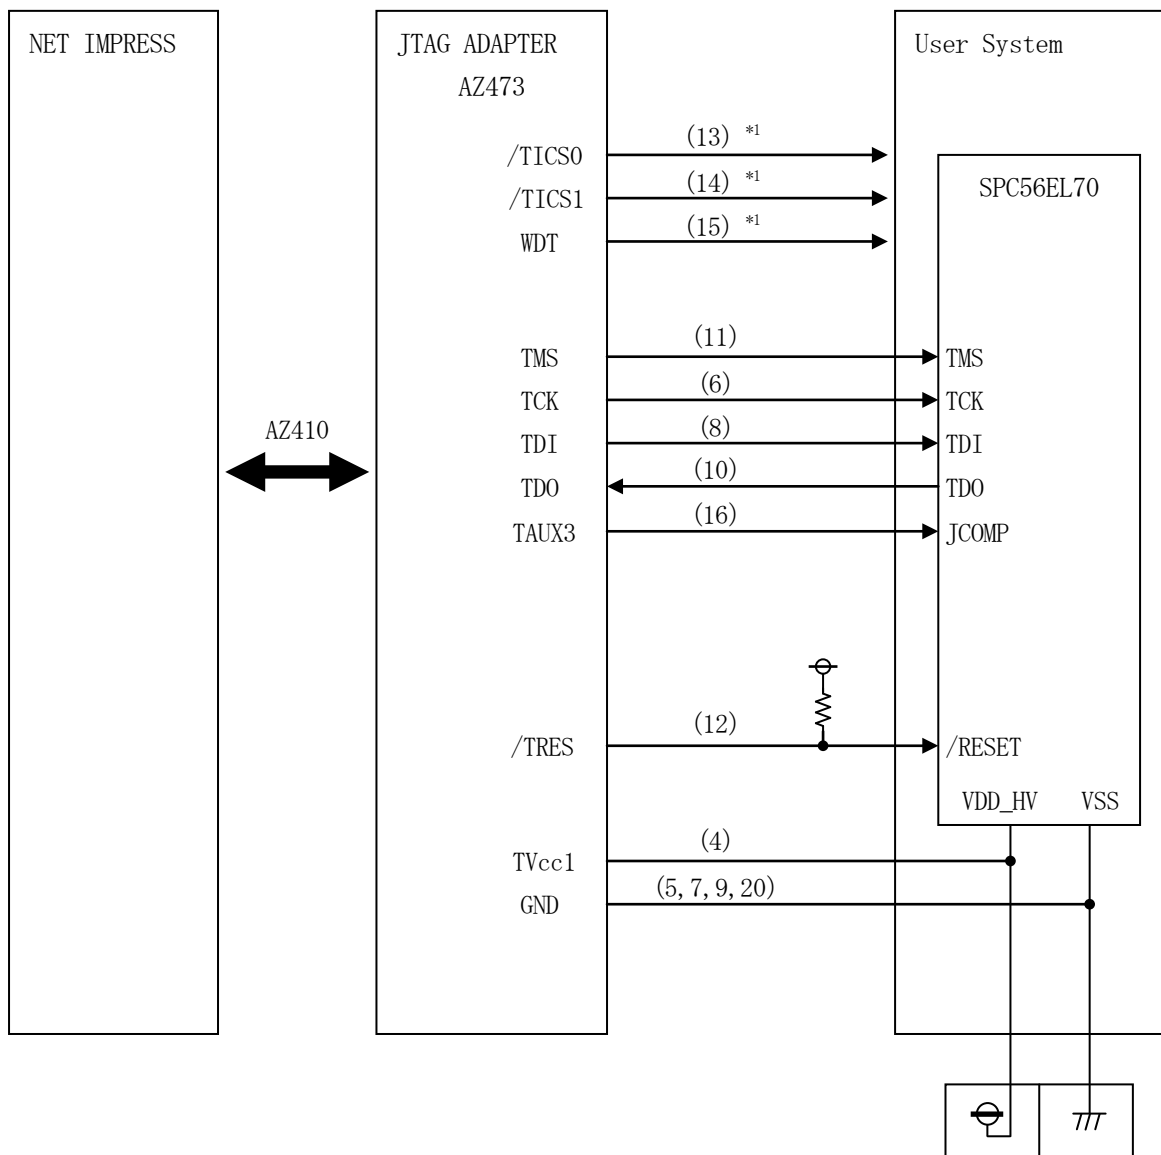 NET IMPRESS
JTAG ADAPTER
AZ473
User System
/TICS0
(13) *1
/TICS1
(14) *1
WDT
(15) *1
SPC56EL70
TMS
(11)
TMS
TCK
(6)
TCK
AZ410
TDI
(8)
TDI
TDO
(10)
TDO
TAUX3
(16)
JCOMP
/TRES
(12)
/RESET
VDD_HV
VSS
TVcc1
(4)
GND
(5,7,9,20)